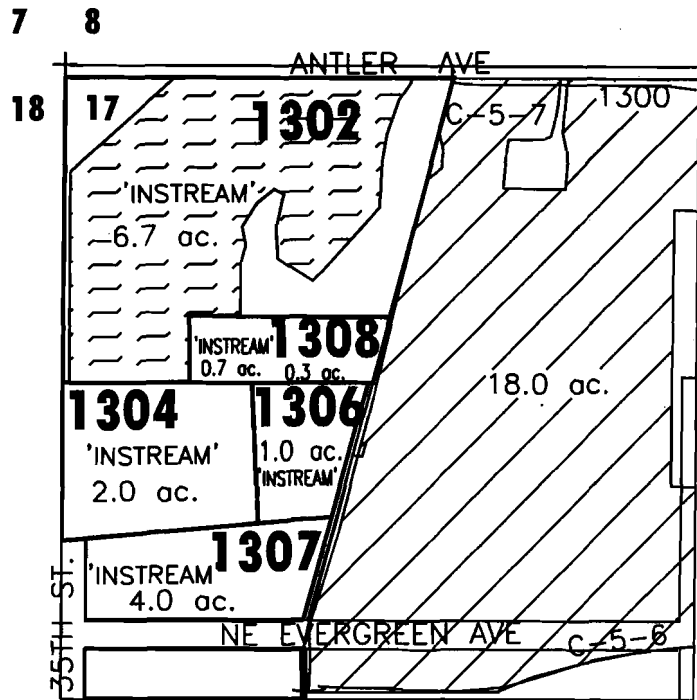 7 8
ANTLER AVE
18 17
1302
C-5-7
1300
'INSTREAM'
6.7 ac.
1308
'INSTREAM'
0.7 ac. 0.3 ac.
18.0 ac.
1304
1306
'INSTREAM'
2.0 ac.
1.0 ac.
'INSTREAM'
1307
'INSTREAM
4.0 ac.
35TH ST.
NE EVERGREEN AVE
C-5-6